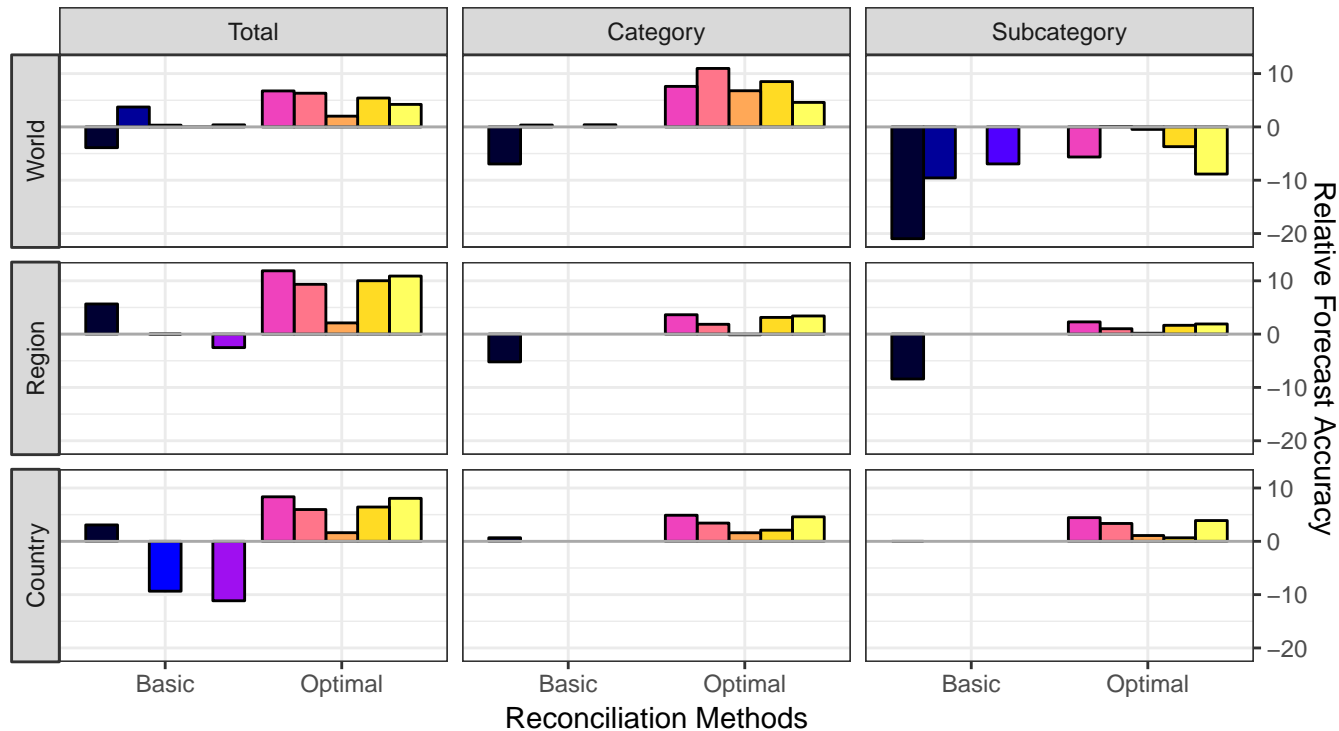 Total
Category
Subcategory
World
10
0
−10
−20
Region
10
0
−10
−20
Country
10
0
−10
−20
Relative Forecast Accuracy
Basic
Optimal
Basic
Optimal
Basic
Optimal
Reconciliation Methods